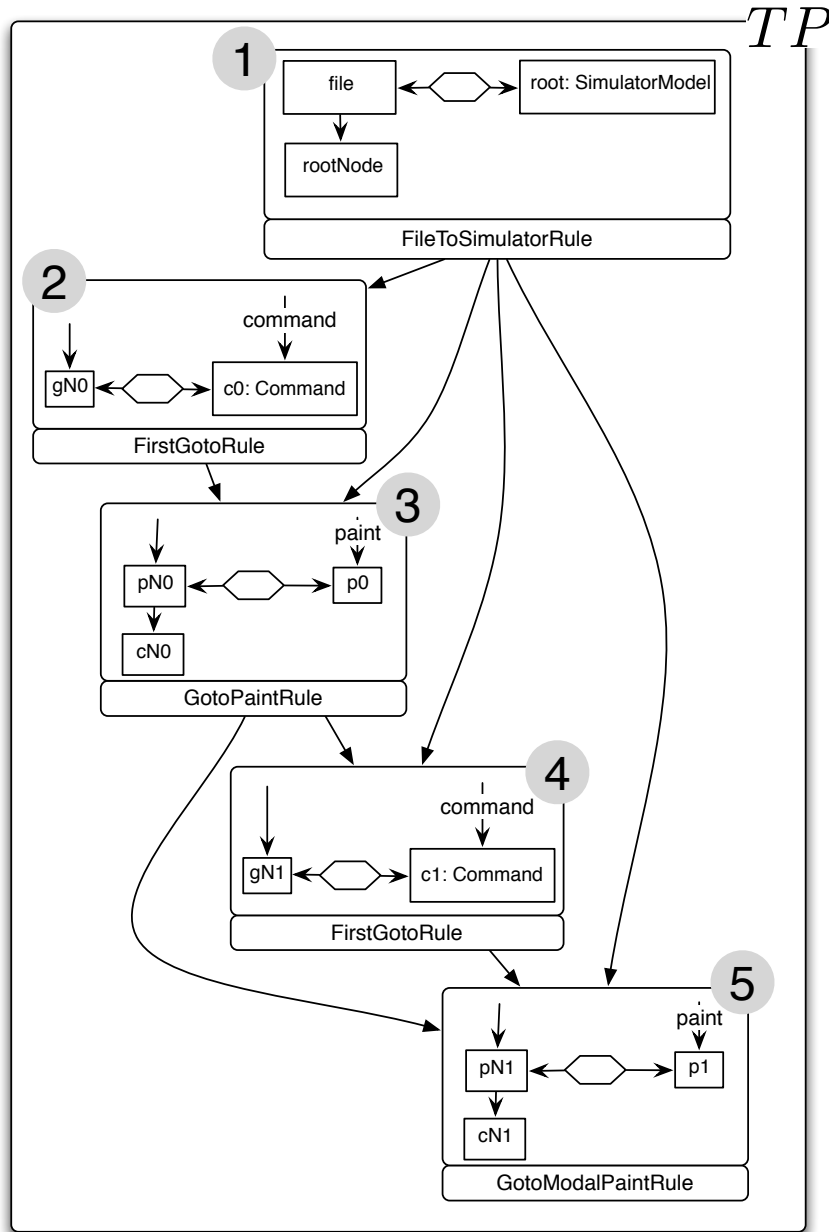 TP
1
file
root: SimulatorModel
rootNode
FileToSimulatorRule
2
command
gN0
c0: Command
FirstGotoRule
3
paint
pN0
p0
cN0
GotoPaintRule
4
command
gN1
c1: Command
FirstGotoRule
5
paint
pN1
p1
cN1
GotoModalPaintRule